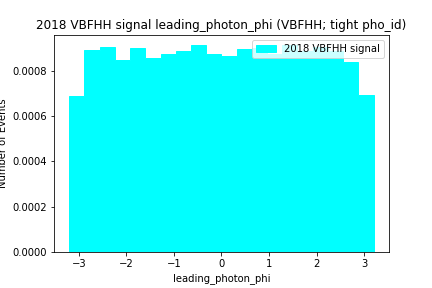 2018 VBFHH signal leading_photon_phi (VBFHH; tight pho_id)
2018 VBFHH signal
Number of Events
0.0008
0.0006
0.0004
0.0002
0.0000
−3 −2 −1 0 1 2 3
leading_photon_phi